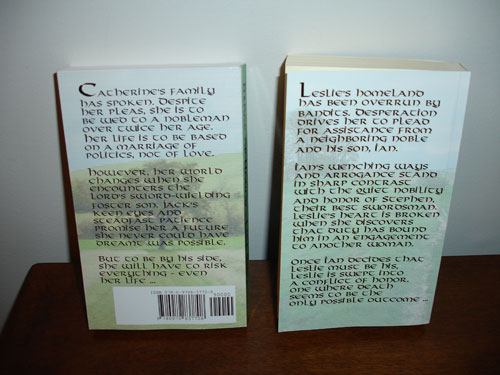 Catherine's family
has spoken. Despite
her pleas, she is to
be wed to a nobleman
over twice her age.
Her life is to be based
on a marriage of
politics, not of love.
However, her world
changes when she
encounters the
Lord's sword-wielding
foster son. Jack's
keen eyes and
steadfast patience
promise her a future
she never could have
dreamt was possible.
But to be by his side,
she will have to risk
everything - even
her life ...
90000
Leslie's homeland
has been overrun by
bandits. Desperation
drives her to plead
for assistance from
a neighboring noble
and his son, Ian.
Ian's wenching ways
and arrogance stand
in sharp contrast
with the quiet nobility
and honor of Stephen,
their best swordsman.
Leslie's heart is broken
when she discovers
that duty has bound
him in an engagement
to another woman.
Once Ian decides that
Leslie must be his,
Leslie is swept into
a conflict of honor,
one where death
seems to be the
only possible outcome ...